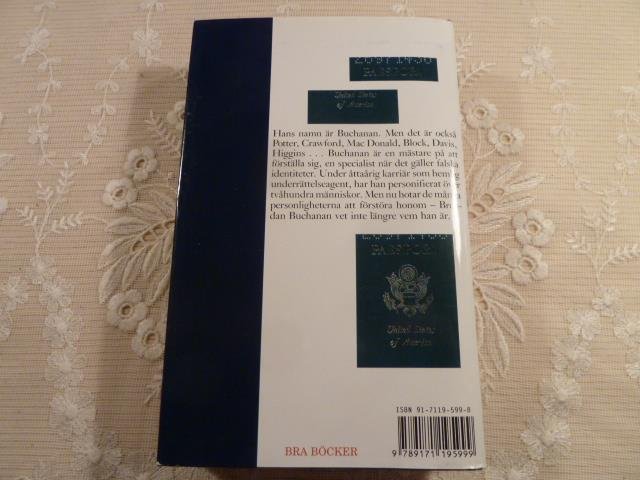 PASSPORT
United States
of America
Hans namn är Buchanan. Men det är också
Potter, Crawford, Mac Donald, Block, Davis,
Higgins . . . Buchanan är en mästare på att
förställa sig, en specialist när det gäller falska
identiteter. Under åttaårig karriär som hemlig
underrättelseagent, har han personifierat över
tvåhundra människor. Men nu hotar de många
personligheterna att förstöra honom – Bren-
dan Buchanan vet inte längre vem han är.
PASSPORT
United States
of America
ISBN 91-7119-599-8
9 789171 195999
BRA BÖCKER